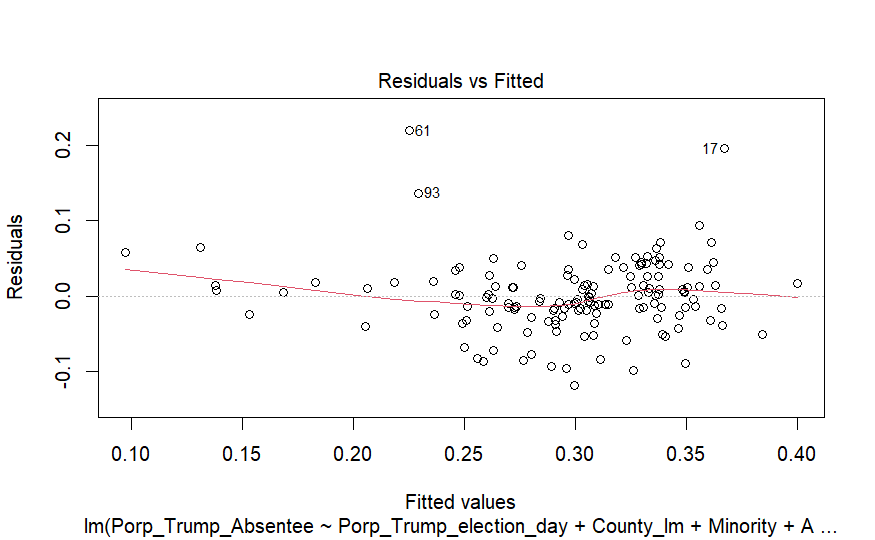 Residuals vs Fitted
Residuals
0.2
0.1
0.0
-0.1
61
93
17
0.10 0.15 0.20 0.25 0.30 0.35 0.40
Fitted values
lm(Porp_Trump_Absentee ~ Porp_Trump_election_day + County_lm + Minority + A ...